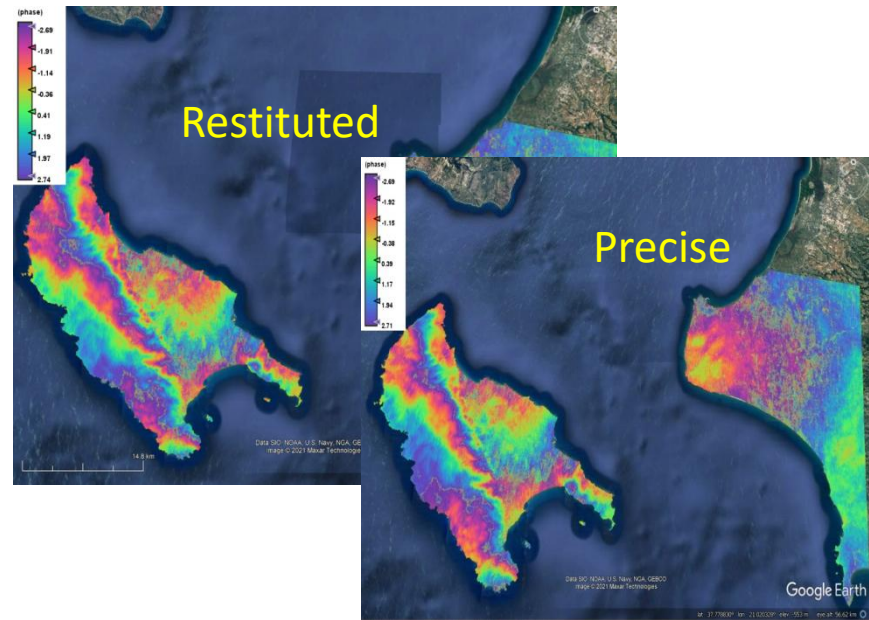 (phase)
-2.69
-1.91
-1.14
-0.36
0.41
1.19
1.97
2.74
Restituted
14.8 km
Data SIO, NOAA, U.S. Navy, NGA, GE
Image © 2021 Maxar Technologies
(phase)
-2.69
-1.92
-1.15
-0.38
0.39
1.17
1.94
2.71
Precise
Data SIO, NOAA, U.S. Navy, NGA, GEBCO
Image © 2021 Maxar Technologies
Google Earth